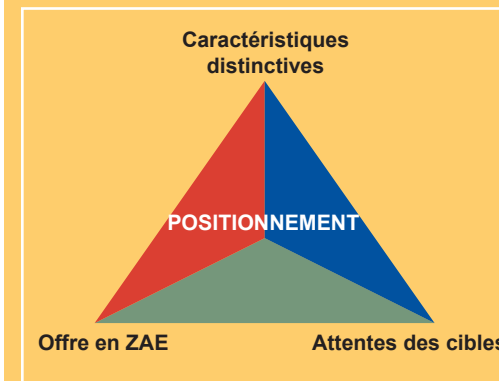 Caractéristiques
distinctives
POSITIONNEMENT
Offre en ZAE
Attentes des cibles